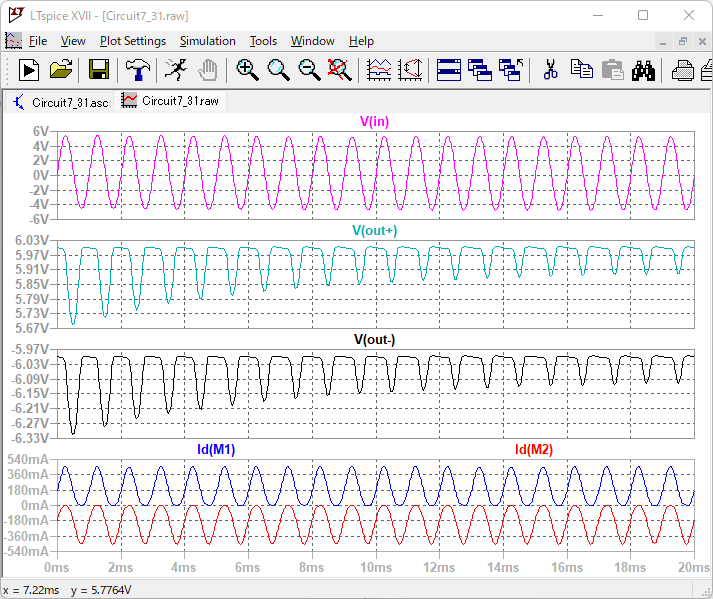 LTspice XVII - [Circuit7_31.raw]
File View Plot Settings Simulation Tools Window Help
Circuit7_31.asc Circuit7_31.raw
V(in)
6V
4V
2V
0V
-2V
-4V
-6V
V(out+)
6.03V
5.97V
5.91V
5.85V
5.79V
5.73V
5.67V
V(out-)
-5.97V
-6.03V
-6.09V
-6.15V
-6.21V
-6.27V
-6.33V
Id(M1) Id(M2)
540mA
360mA
180mA
0mA
-180mA
-360mA
-540mA
0ms 2ms 4ms 6ms 8ms 10ms 12ms 14ms 16ms 18ms 20ms
x = 7.22ms y = 5.7764V